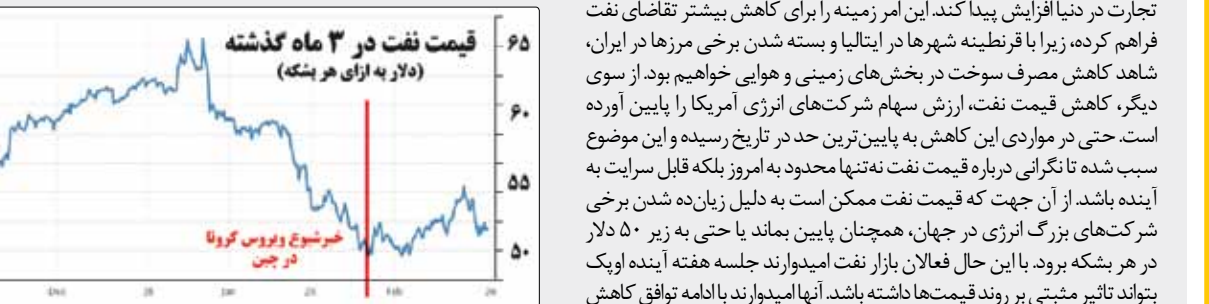 تجارت در دنیا افزایش پیدا کند. این امر زمینه را برای کاهش بیشتر تقاضای نفت
فراهم کرده، زیرا با قرنطینه شهرها در ایتالیا و بسته شدن برخی مرزها در ایران،
شاهد کاهش مصرف سوخت در بخش‌های زمینی و هوایی خواهیم بود. از سوی
دیگر، کاهش قیمت نفت، ارزش سهام شرکت‌های انرژی آمریکا را پایین آورده
است. حتی در مواردی این کاهش به پایین‌ترین حد در تاریخ رسیده و این موضوع
سبب شده تا نگرانی درباره قیمت نفت نه‌تنها محدود به امروز بلکه قابل سرایت به
آینده باشد. از آن جهت که قیمت نفت ممکن است به دلیل زیان‌ده شدن برخی
شرکت‌های بزرگ انرژی در جهان، همچنان پایین بماند یا حتی به زیر ۵۰ دلار
در هر بشکه برود. با این حال فعالان بازار نفت امیدوارند جلسه هفته آینده اوپک
بتواند تاثیر مثبتی بر روند قیمت‌ها داشته باشد. آنها امیدوارند با ادامه توافق کاهش
قیمت نفت در ۳ ماه گذشته
(دلار به ازای هر بشکه)
۶۵
۶۰
۵۵
۵۰
خبر شیوع ویروس کرونا
در چین